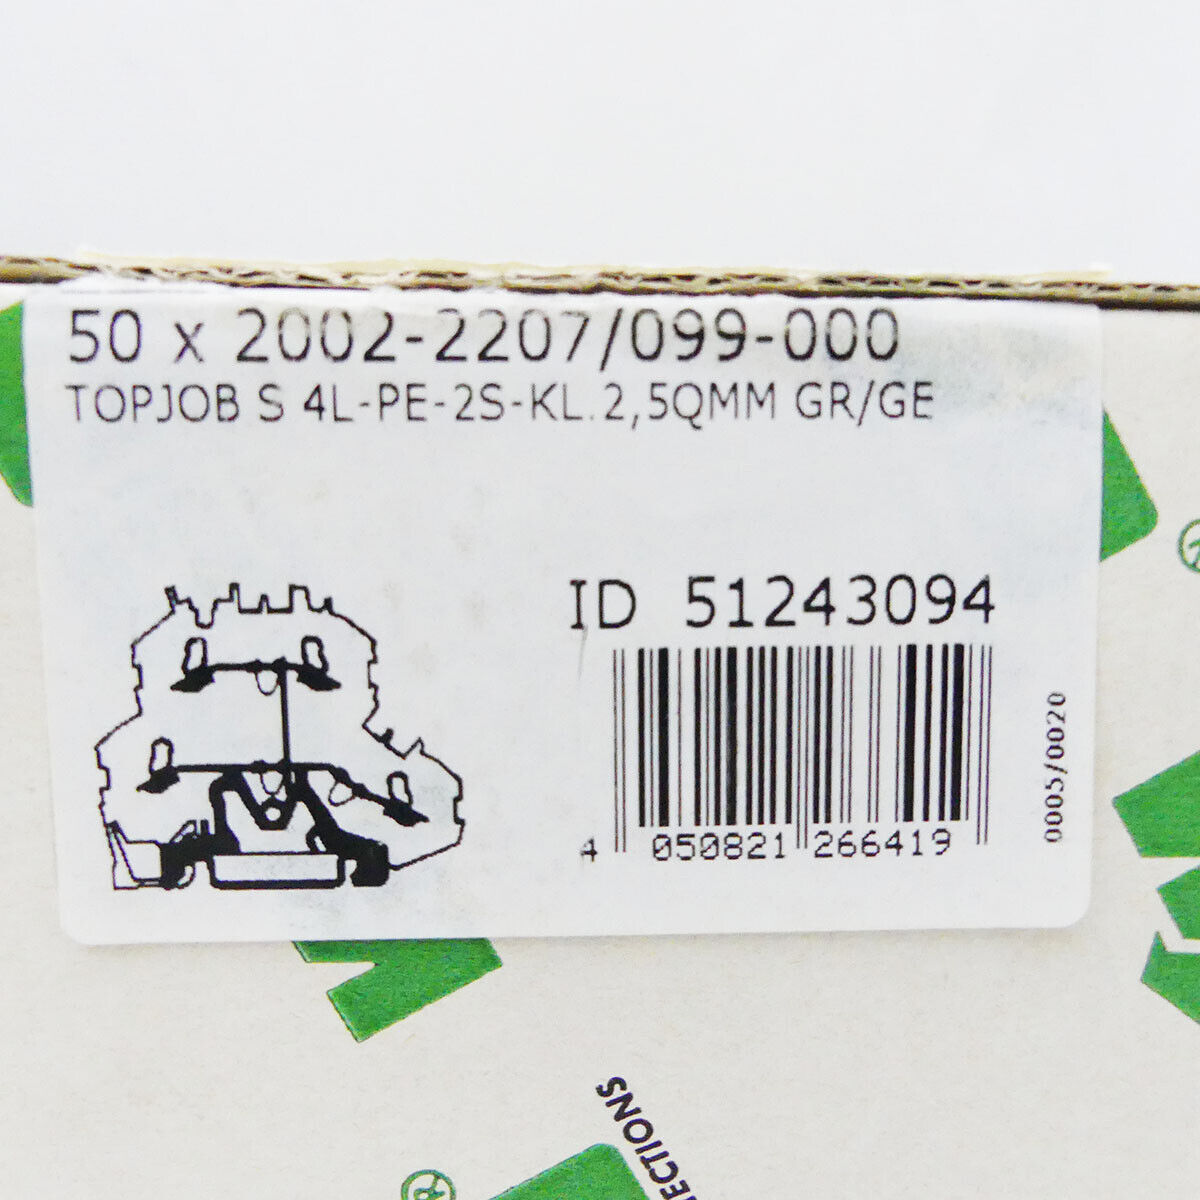 50 x 2002-2207/099-000
TOPJOB S 4L-PE-2S-KL.2,5QMM GR/GE
ID 51243094
4 050821 266419
0005/0020
®
®